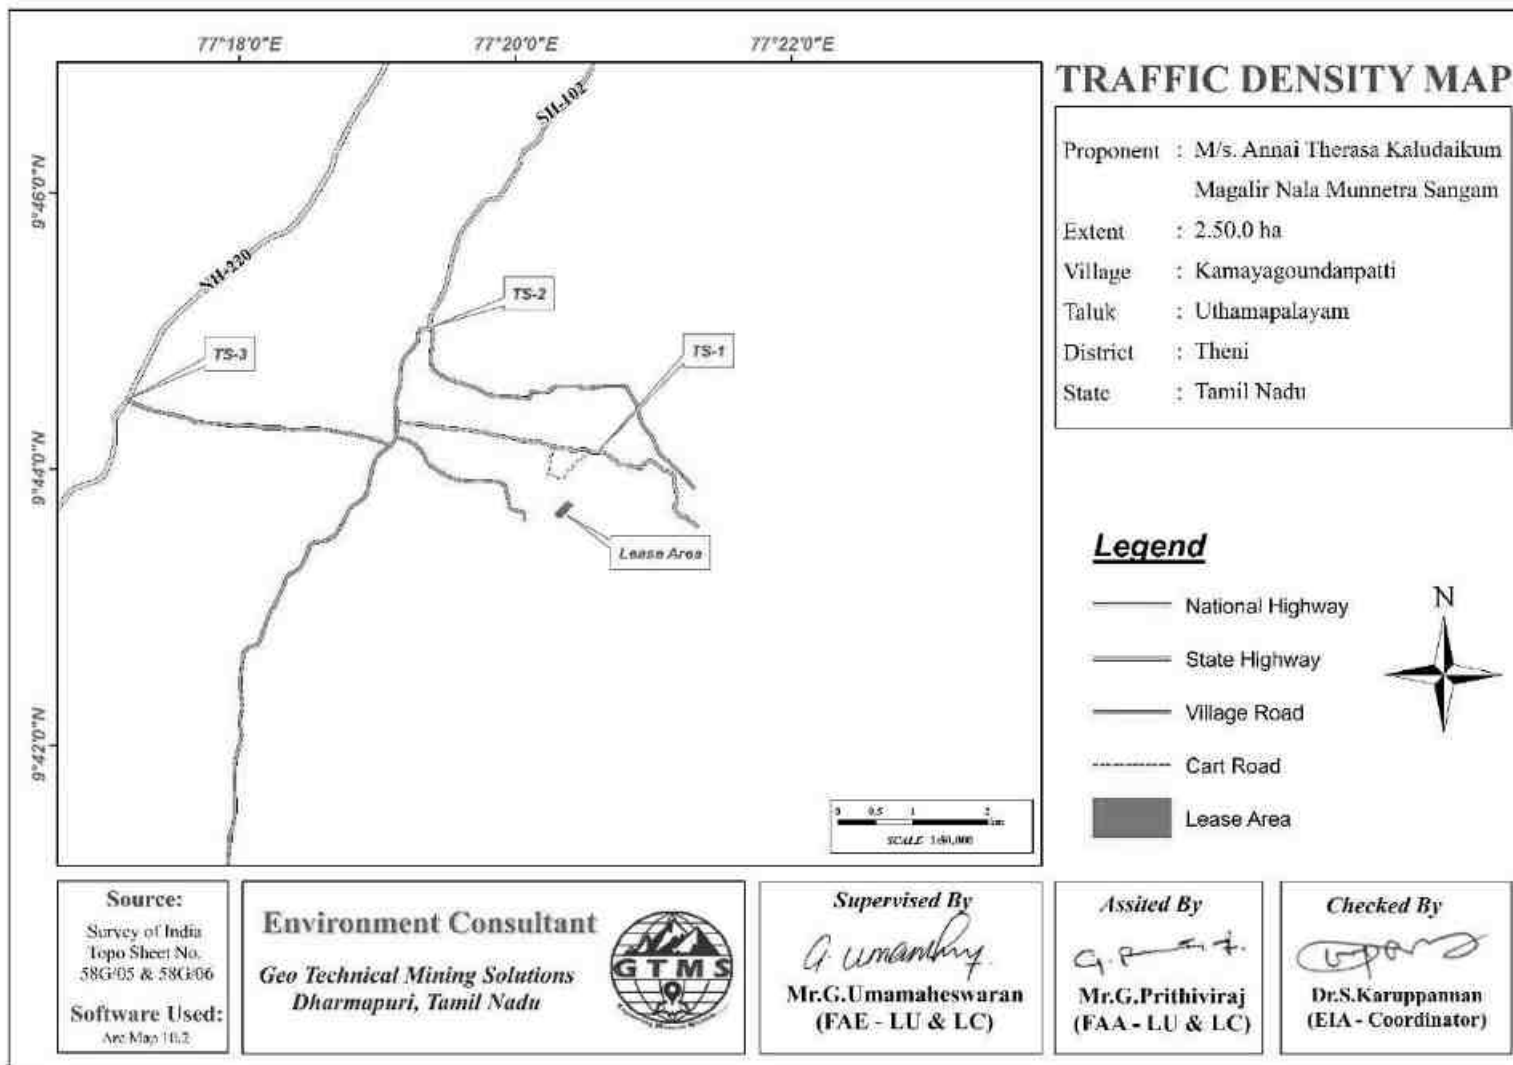 77°18'0"E
77°20'0"E
77°22'0"E
9°46'0"N
9°44'0"N
9°42'0"N
SH-102
NH-220
TS-2
TS-3
TS-1
Lease Area
0 0.5 1 2
km
SCALE 1:60,000
TRAFFIC DENSITY MAP
Proponent : M/s. Annai Therasa Kaludaikum
Magalir Nala Munnetra Sangam
Extent : 2.50.0 ha
Village : Kamayagoundanpatti
Taluk : Uthamapalayam
District : Theni
State : Tamil Nadu
Legend
National Highway
State Highway
Village Road
Cart Road
Lease Area
N
Source:
Survey of India
Topo Sheet No.
58G/05 & 58G/06
Software Used:
Arc Map 10.2
Environment Consultant
Geo Technical Mining Solutions
Dharmapuri, Tamil Nadu
GTMS
Supervised By
Mr.G.Umamaheswaran
(FAE - LU & LC)
Assited By
Mr.G.Prithiviraj
(FAA - LU & LC)
Checked By
Dr.S.Karuppannan
(EIA - Coordinator)